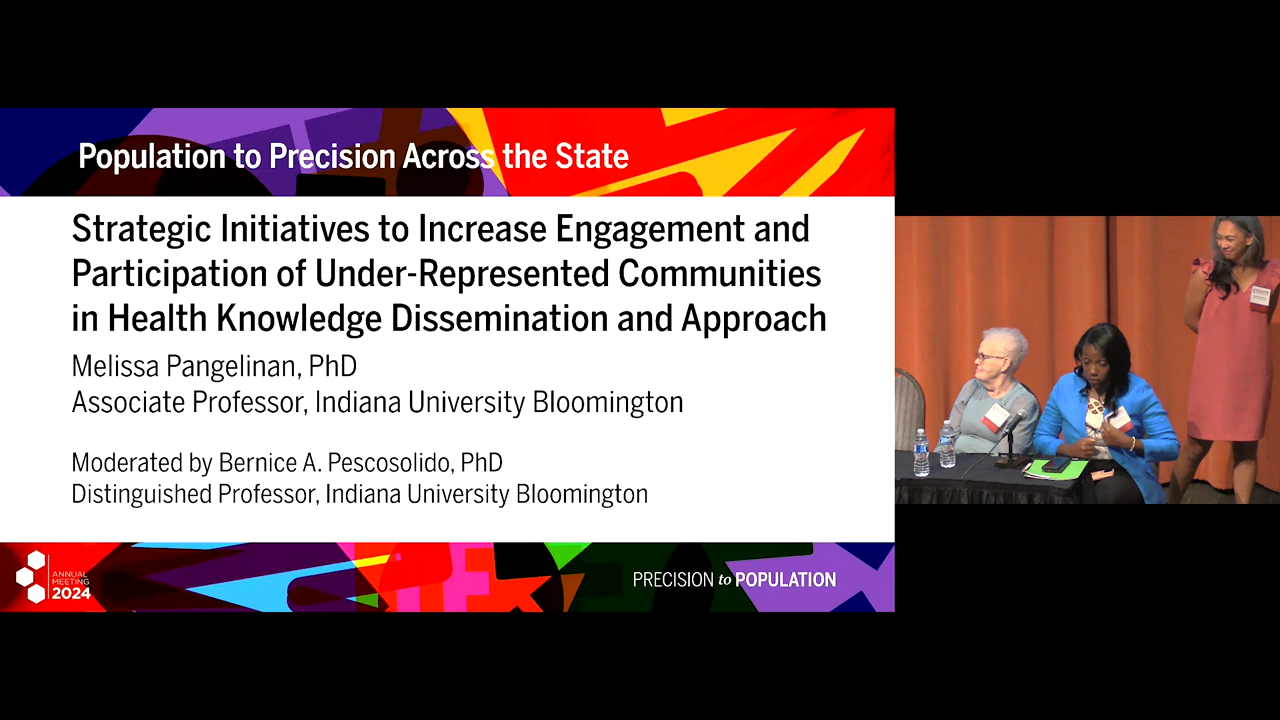 Population to Precision Across the State
Strategic Initiatives to Increase Engagement and
Participation of Under-Represented Communities
in Health Knowledge Dissemination and Approach
Melissa Pangelinan, PhD
Associate Professor, Indiana University Bloomington
Moderated by Bernice A. Pescosolido, PhD
Distinguished Professor, Indiana University Bloomington
ANNUAL
MEETING
2024
PRECISION to POPULATION